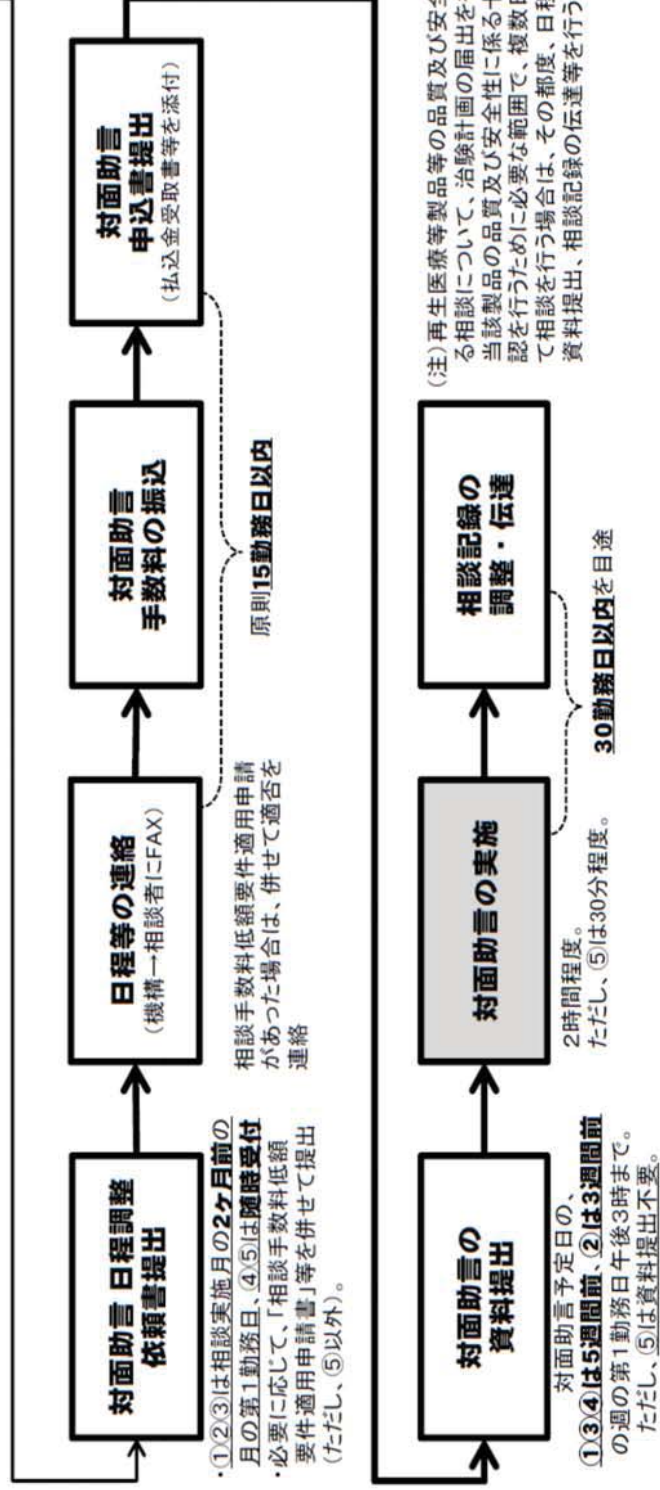 対面助言 日程調整
依頼書提出
・①②③は相談実施月の2ヶ月前の
月の第1勤務日、④⑤は随時受付
・必要に応じて、「相談手数料低額
要件適用申請書」等を併せて提出
(ただし、⑤以外)。
日程等の連絡
(機構→相談者にFAX)
相談手数料低額要件適用申請
があった場合は、併せて適否を
連絡
対面助言
手数料の振込
対面助言
申込書提出
(払込金受取書等を添付)
原則15勤務日以内
対面助言の
資料提出
対面助言予定日の、
①③④は5週間前、②は3週間前
の週の第1勤務日午後3時まで。
ただし、⑤は資料提出不要。
対面助言の実施
2時間程度。
ただし、⑤は30分程度。
相談記録の
調整・伝達
30勤務日以内を目途
(注)再生医療等製品等の品質及び安全
る相談について、治験計画の届出を
当該製品の品質及び安全性に係る
認を行うために必要な範囲で、複数
て相談を行う場合は、その都度、日程
資料提出、相談記録の伝達等を行う